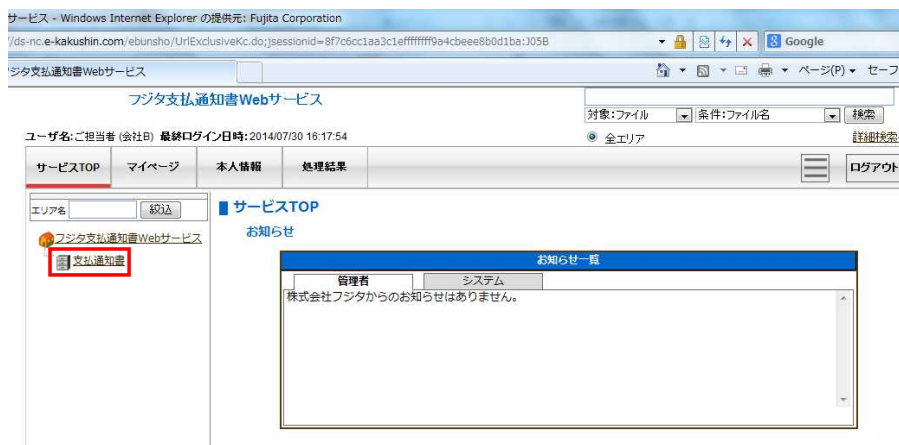 サービス - Windows Internet Explorer の提供元: Fujita Corporation
//ds-nc.e-kakushin.com/ebunsho/UrlExclusiveKc.do;jsessionid=8f7c6cc1aa3c1effffffff9a4cbeee8b0d1ba:J05B
Google
フジタ支払通知書Webサービス
ページ(P)
セーフ
フジタ支払通知書Webサービス
対象:ファイル
条件:ファイル名
検索
ユーザ名:ご担当者 (会社B) 最終ログイン日時:2014/07/30 16:17:54
全エリア
詳細検索
サービスTOP
マイページ
本人情報
処理結果
ログアウト
エリア名
絞込
サービスTOP
フジタ支払通知書Webサービス
お知らせ
支払通知書
お知らせ一覧
管理者
システム
株式会社フジタからのお知らせはありません。